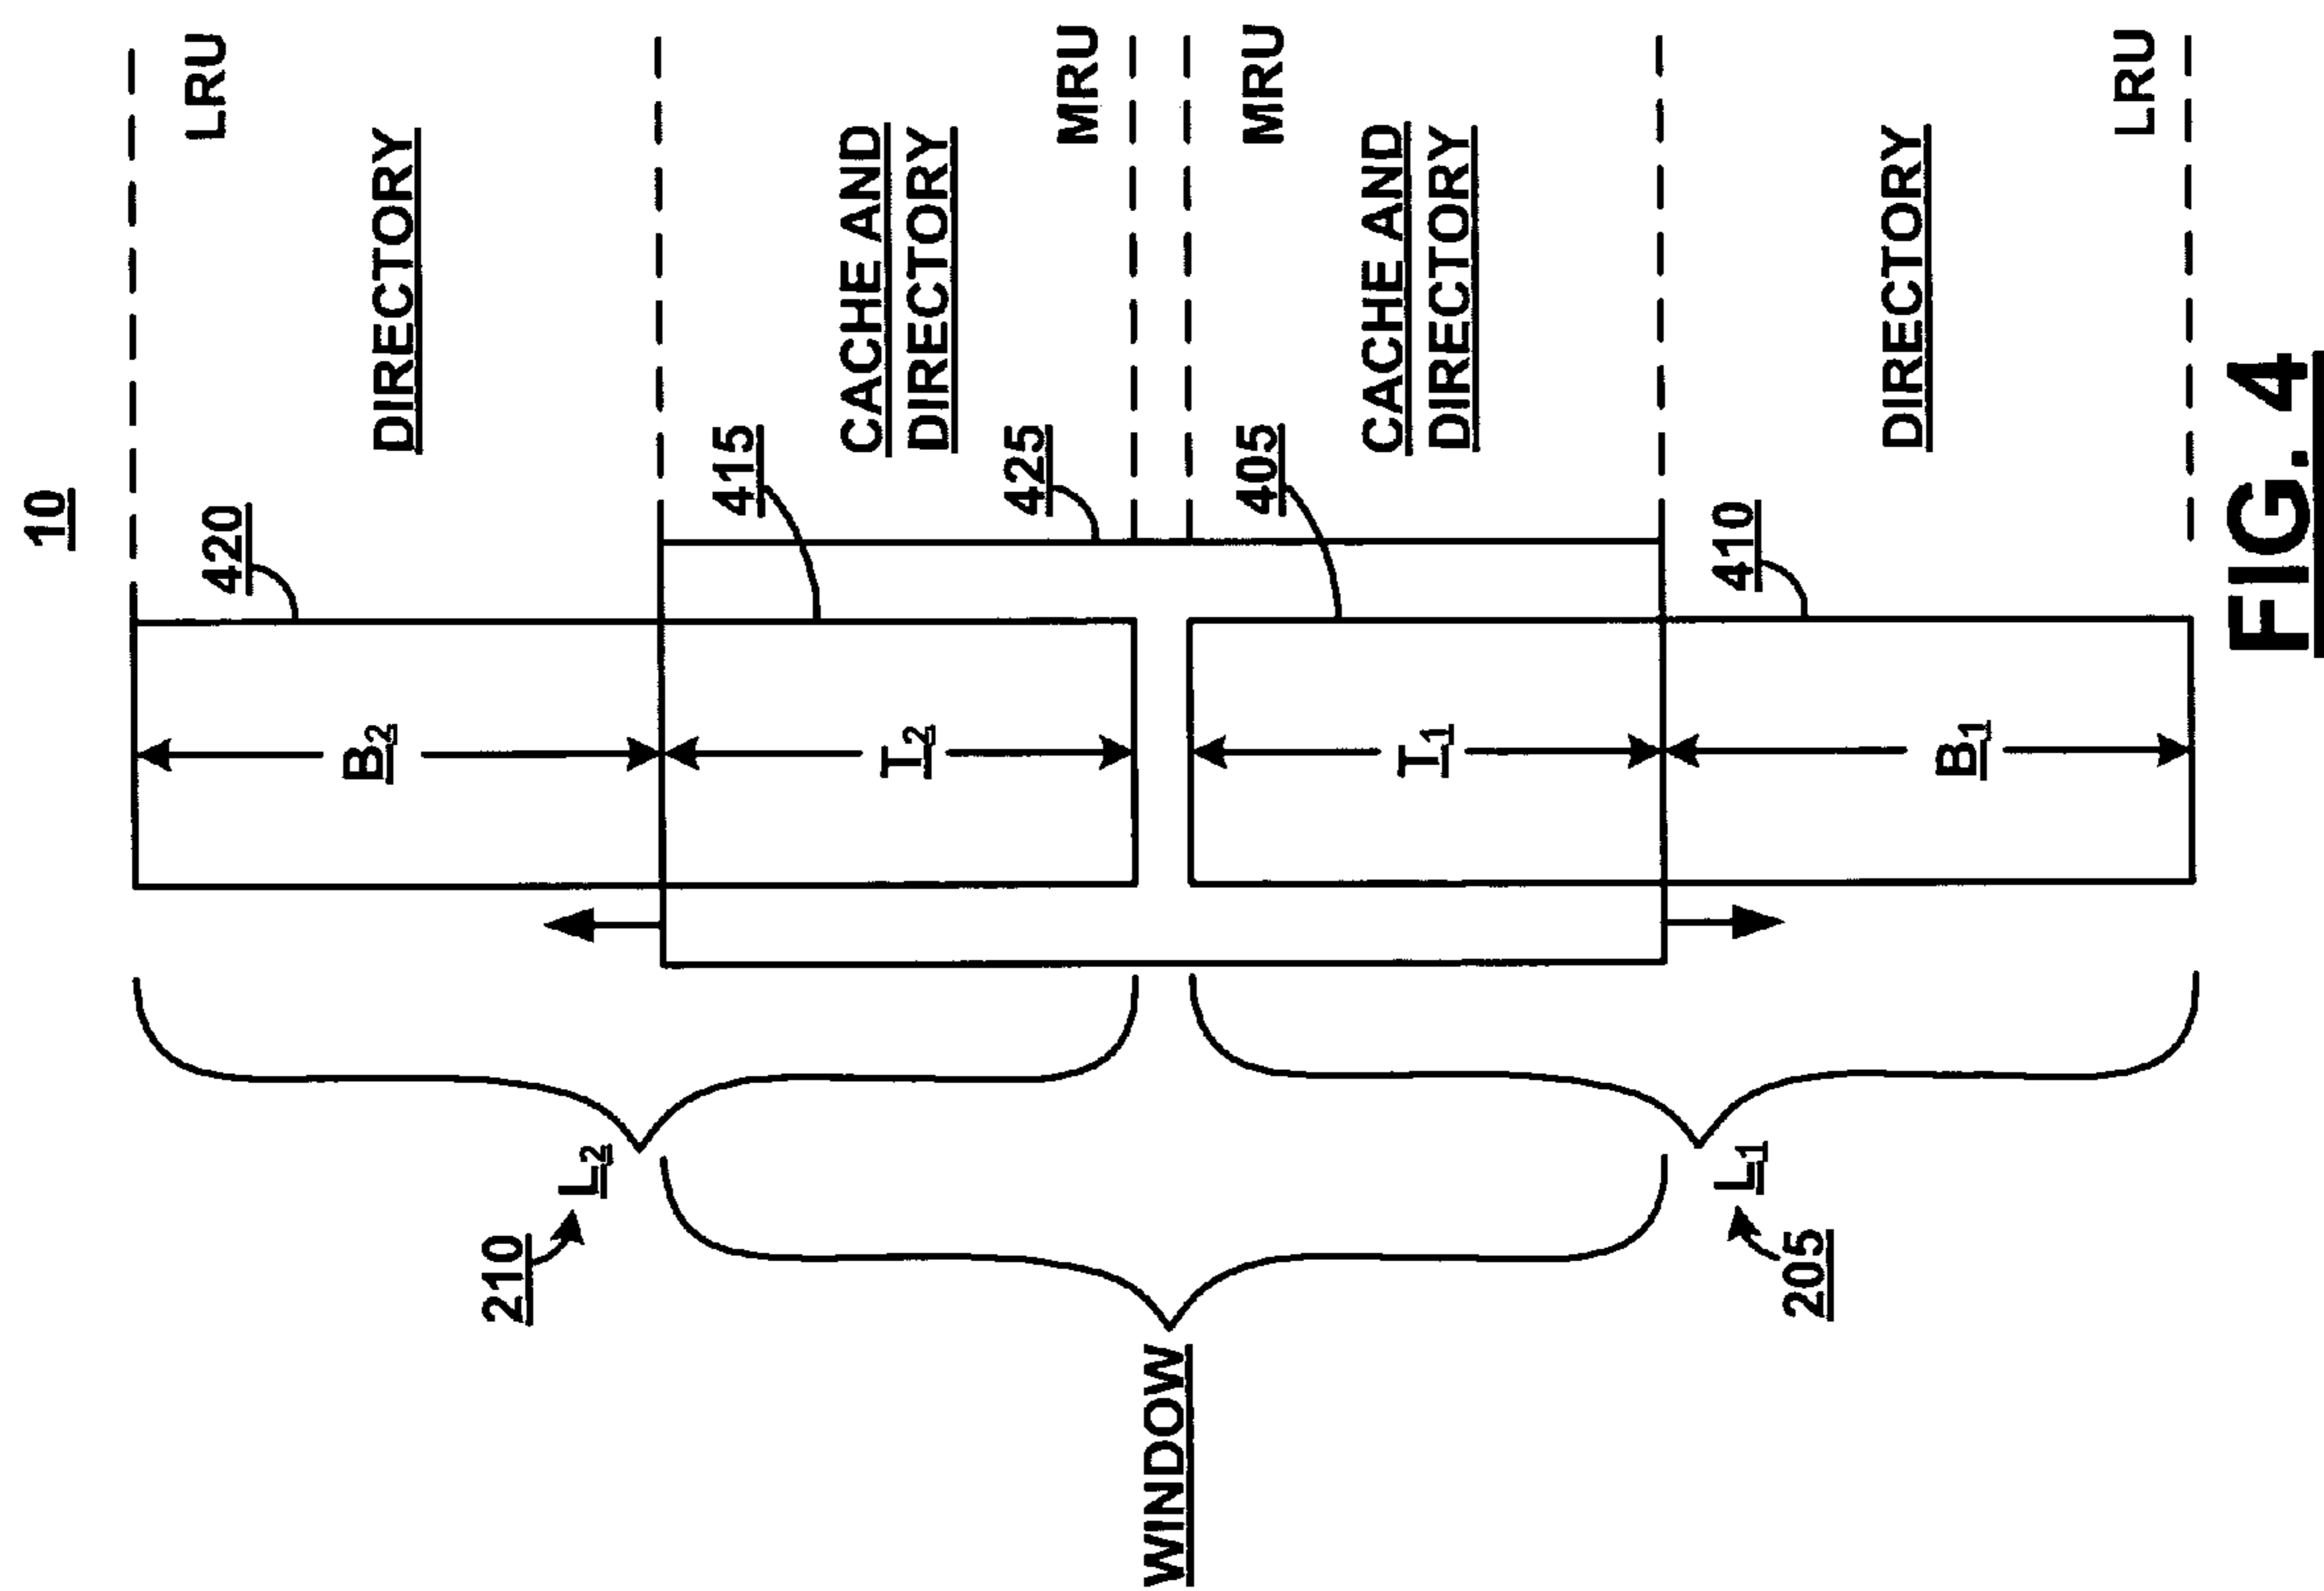 10
LRU
420
B2
DIRECTORY
210
L2
415
T2
CACHE AND
DIRECTORY
425
MRU
WINDOW
405
MRU
T1
CACHE AND
DIRECTORY
410
L1
205
B1
DIRECTORY
LRU
FIG. 4